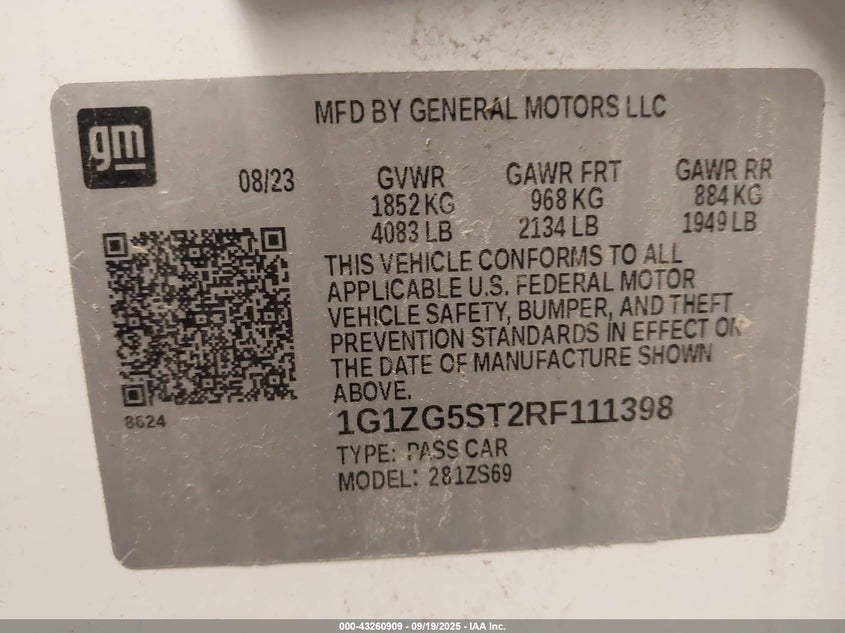 MFD BY GENERAL MOTORS LLC
gm
08/23 GVWR GAWR FRT GAWR RR
1852 KG 968 KG 884 KG
4083 LB 2134 LB 1949 LB
THIS VEHICLE CONFORMS TO ALL
APPLICABLE U.S. FEDERAL MOTOR
VEHICLE SAFETY, BUMPER, AND THEFT
PREVENTION STANDARDS IN EFFECT ON
THE DATE OF MANUFACTURE SHOWN
ABOVE.
8624
1G1ZG5ST2RF111398
TYPE: PASS CAR
MODEL: 281ZS69
000-43260909 - 09/19/2025 - IAA Inc.